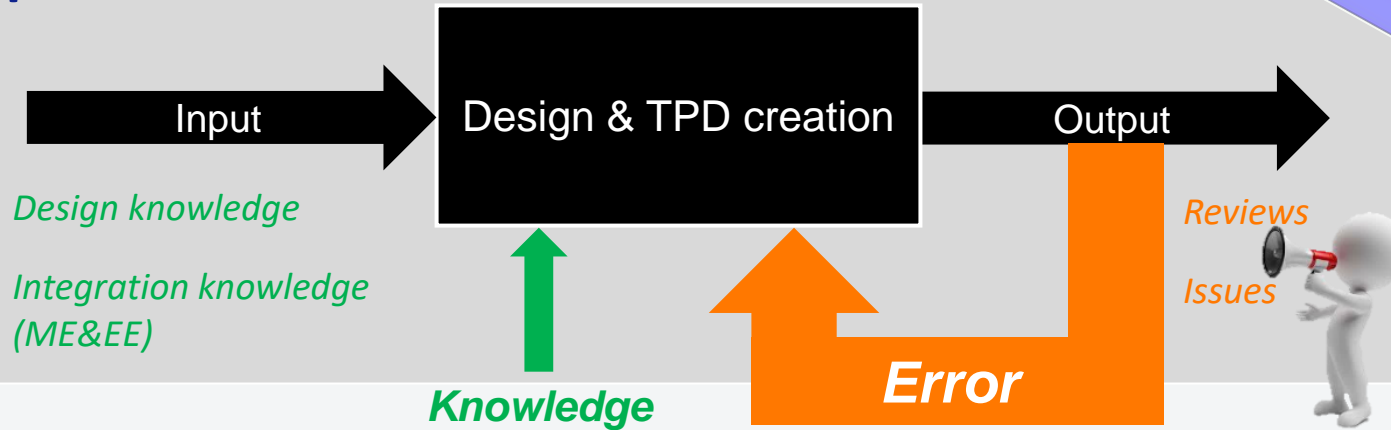 Input
Design & TPD creation
Output
Design knowledge
Integration knowledge
(ME&EE)
Reviews
Issues
Knowledge
Error